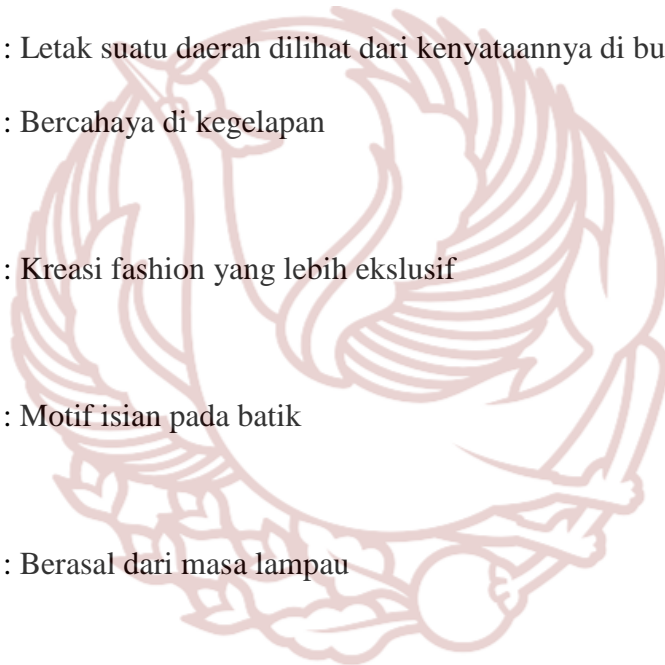 : Letak suatu daerah dilihat dari kenyataannya di bu
: Bercahaya di kegelapan
: Kreasi fashion yang lebih ekslusif
: Motif isian pada batik
: Berasal dari masa lampau